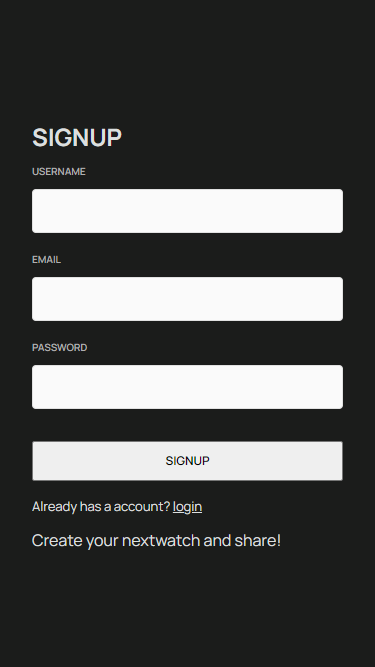 SIGNUP
USERNAME
EMAIL
PASSWORD
SIGNUP
Already has a account? login
Create your nextwatch and share!